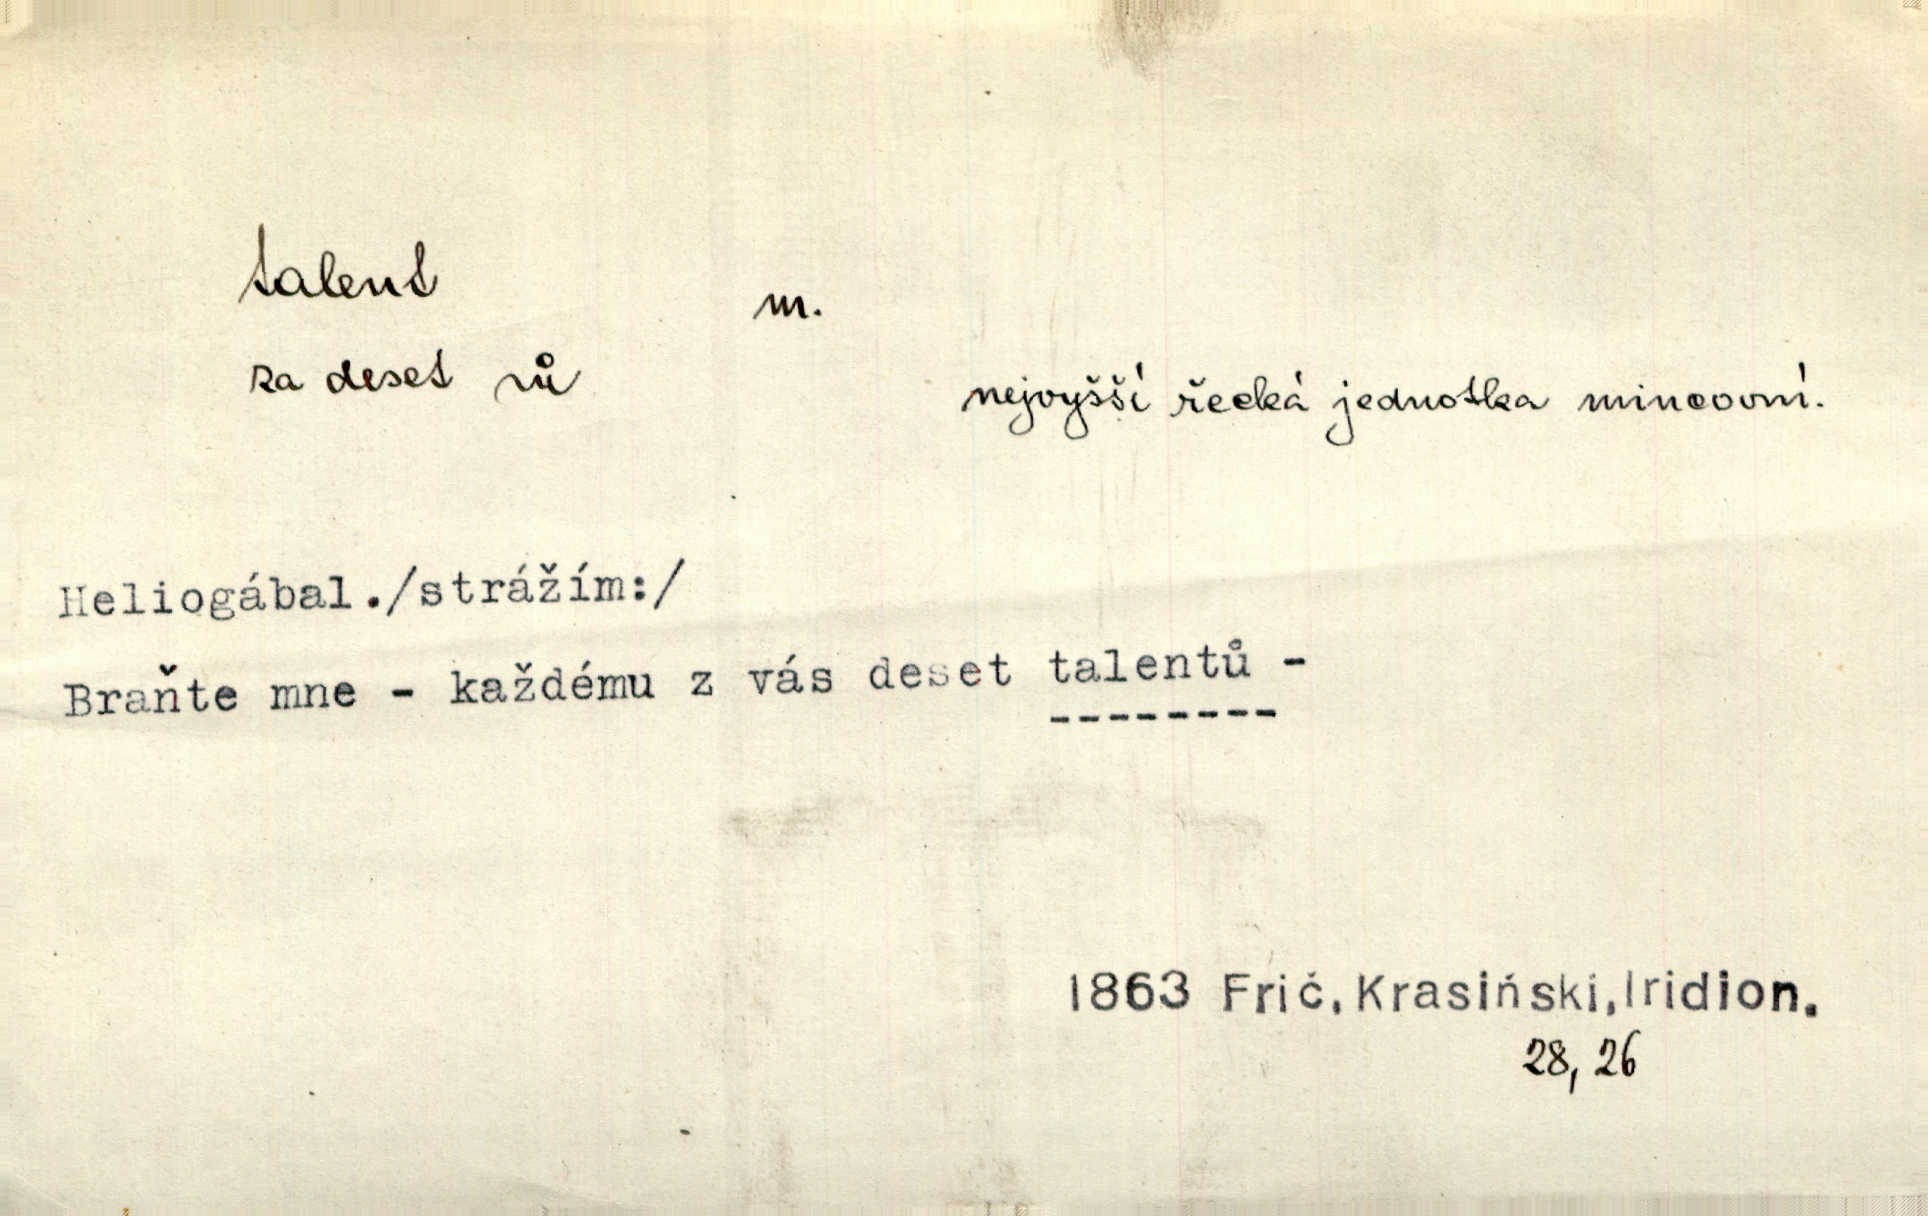 talent
m.
za deset ~ů
nejvyšší řecká jednotka mincovní.
Heliogábal./strážím:/
Braňte mne - každému z vás deset talentů -
1863 Frič, Krasiński, Iridion.
28, 26